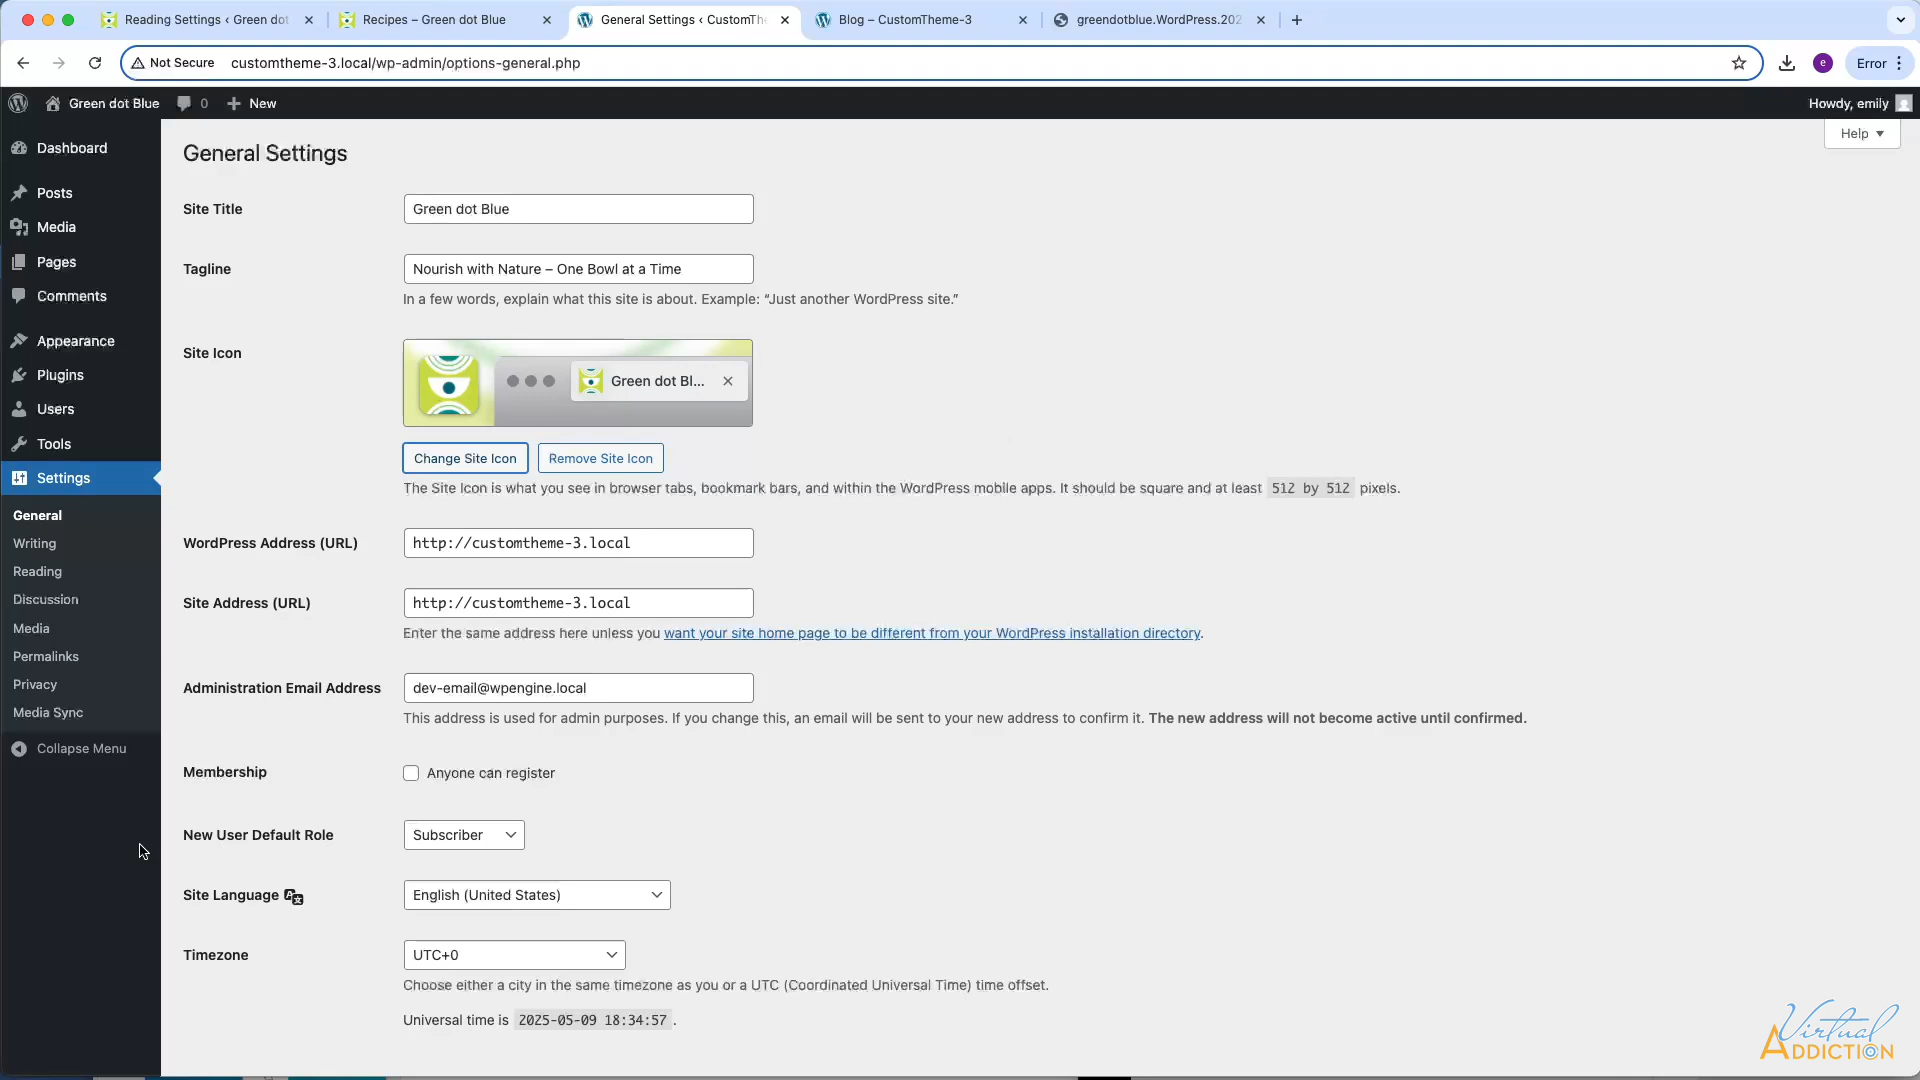 Reading Settings ‹ Green dot
Recipes – Green dot Blue
General Settings ‹ CustomTh
Blog – CustomTheme-3
greendotblue.WordPress.202
Not Secure
customtheme-3.local/wp-admin/options-general.php
e
Error
Green dot Blue
0
New
Howdy, emily
Help
Dashboard
Posts
Media
Pages
Comments
Appearance
Plugins
Users
Tools
Settings
General
Writing
Reading
Discussion
Media
Permalinks
Privacy
Media Sync
Collapse Menu
General Settings
Site Title
Green dot Blue
Tagline
Nourish with Nature – One Bowl at a Time
In a few words, explain what this site is about. Example: “Just another WordPress site.”
Site Icon
Green dot Bl...
Change Site Icon
Remove Site Icon
The Site Icon is what you see in browser tabs, bookmark bars, and within the WordPress mobile apps. It should be square and at least 512 by 512 pixels.
WordPress Address (URL)
http://customtheme-3.local
Site Address (URL)
http://customtheme-3.local
Enter the same address here unless you want your site home page to be different from your WordPress installation directory.
Administration Email Address
dev-email@wpengine.local
This address is used for admin purposes. If you change this, an email will be sent to your new address to confirm it. The new address will not become active until confirmed.
Membership
Anyone can register
New User Default Role
Subscriber
Site Language
English (United States)
Timezone
UTC+0
Choose either a city in the same timezone as you or a UTC (Coordinated Universal Time) time offset.
Universal time is 2025-05-09 18:34:57 .
Virtual
ADDICTION